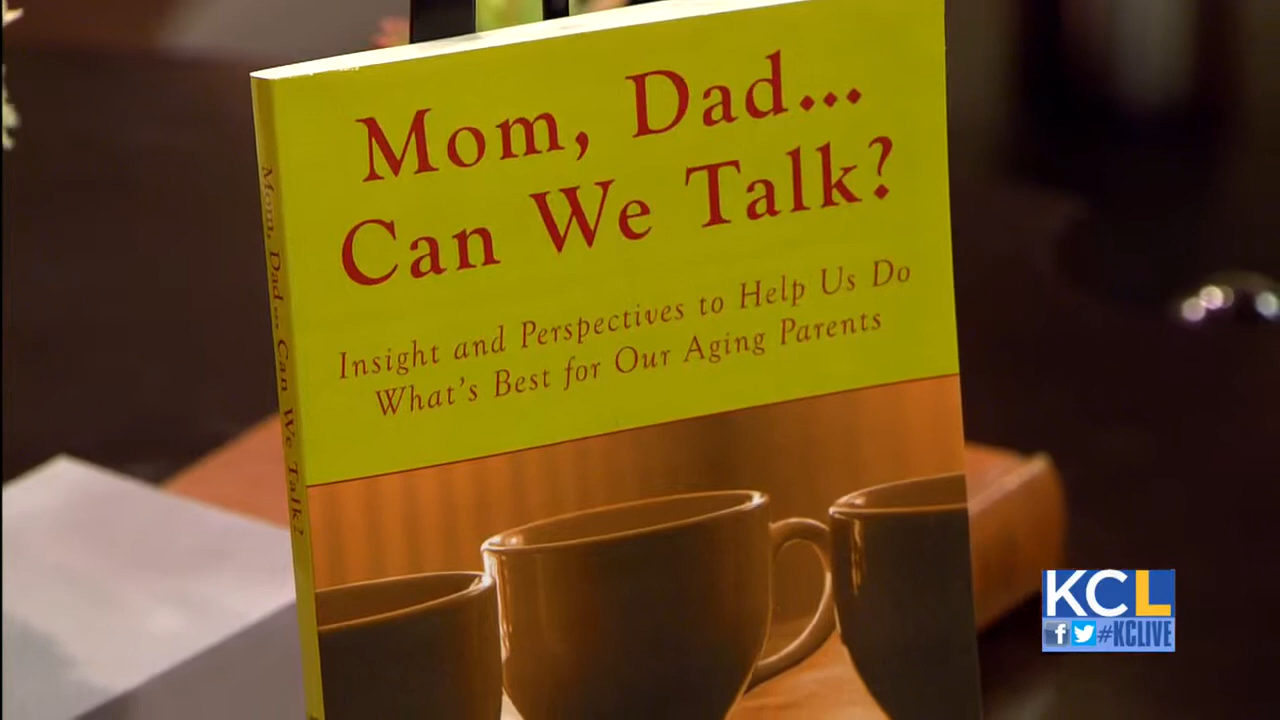 Mom, Dad...
Can We Talk?
Insight and Perspectives to Help Us Do
What's Best for Our Aging Parents
Mom, Dad... Can We Talk?
KCL
#KCLIVE